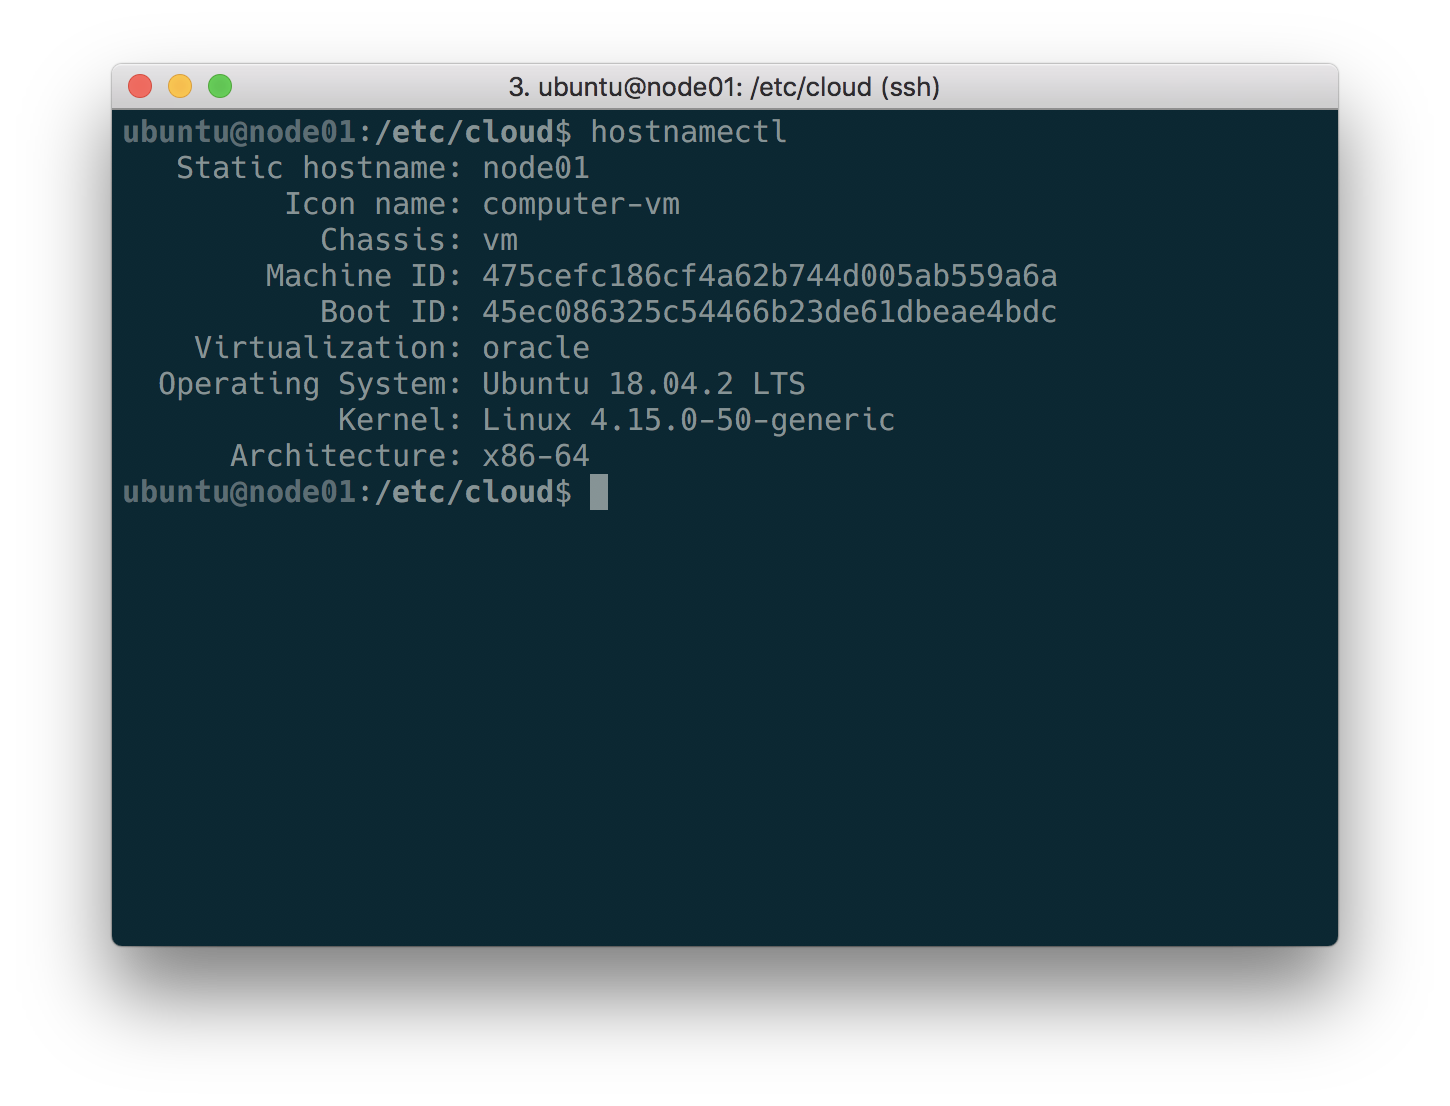 3. ubuntu@node01: /etc/cloud (ssh)
ubuntu@node01:/etc/cloud$ hostnamectl
Static hostname: node01
Icon name: computer-vm
Chassis: vm
Machine ID: 475cefc186cf4a62b744d005ab559a6a
Boot ID: 45ec086325c54466b23de61dbeae4bdc
Virtualization: oracle
Operating System: Ubuntu 18.04.2 LTS
Kernel: Linux 4.15.0-50-generic
Architecture: x86-64
ubuntu@node01:/etc/cloud$